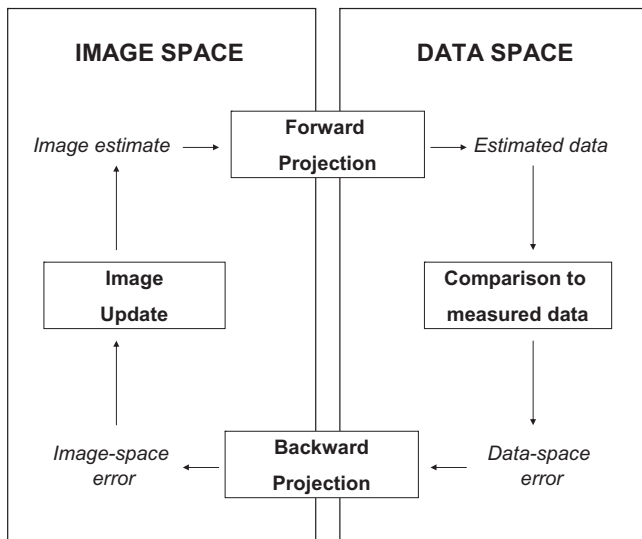 IMAGE SPACE
DATA SPACE
Image estimate
Forward
Projection
Estimated data
Image
Update
Comparison to
measured data
Image-space
error
Backward
Projection
Data-space
error